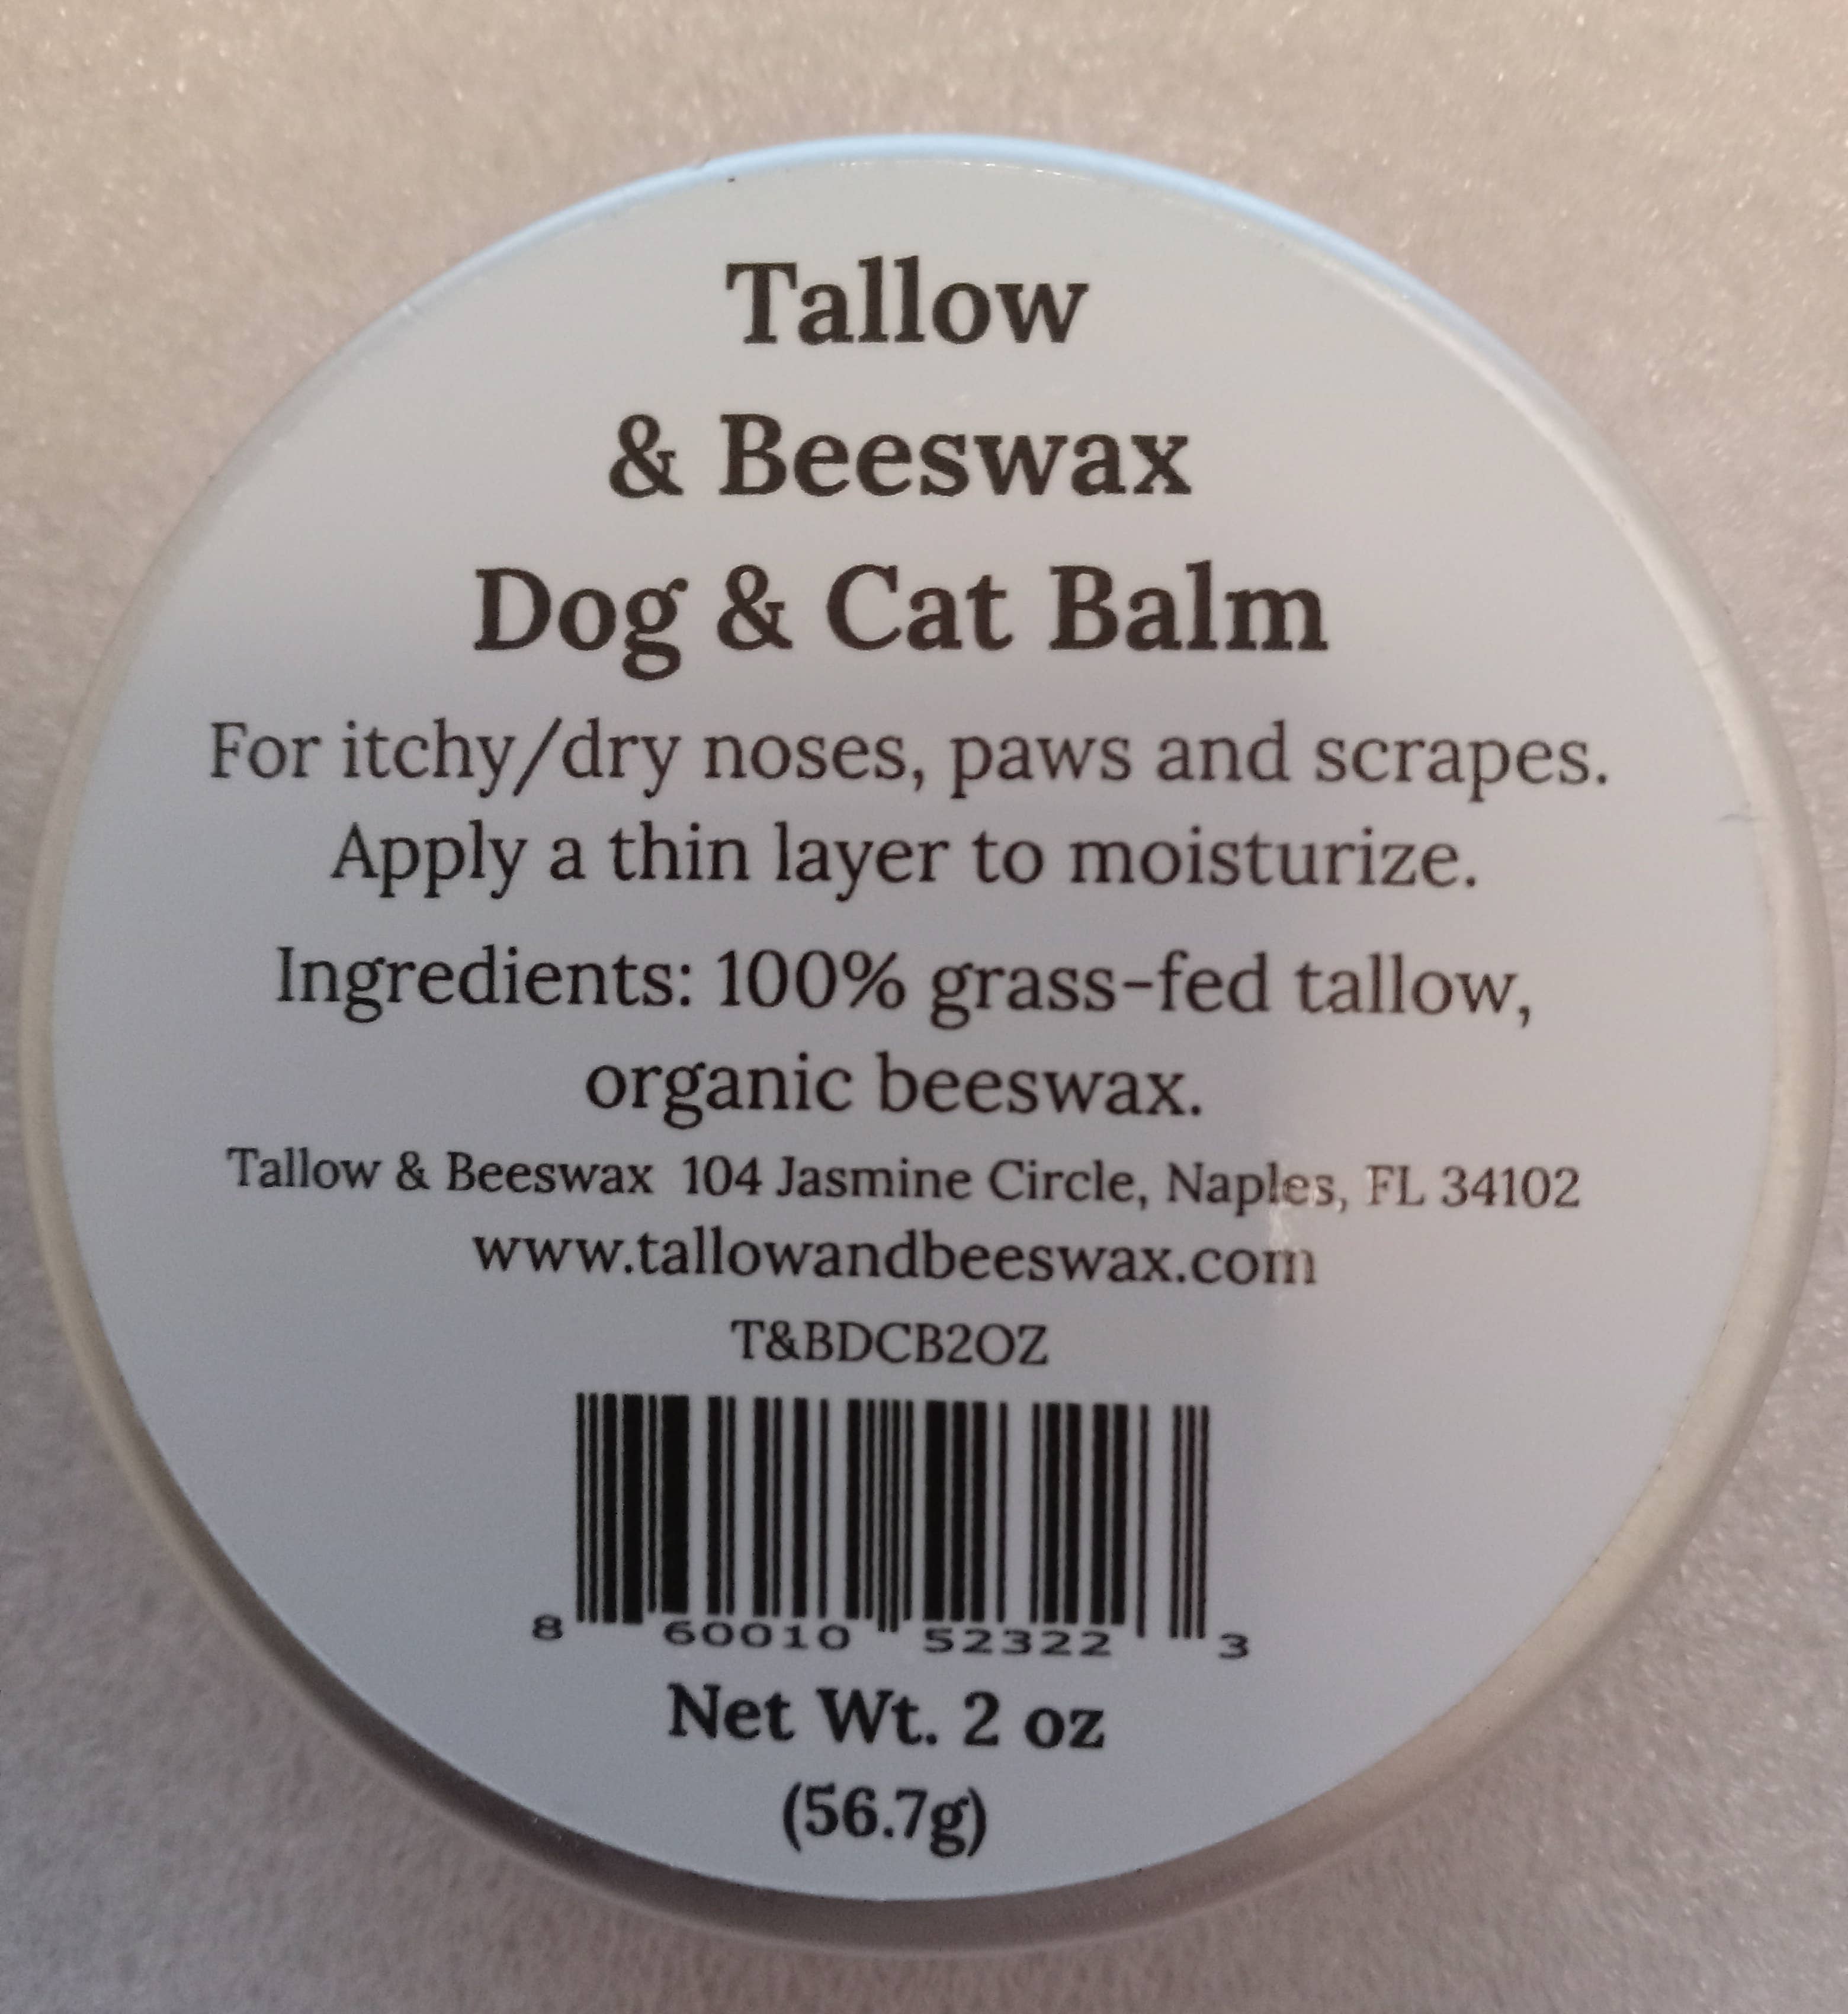 Tallow
& Beeswax
Dog & Cat Balm
For itchy/dry noses, paws and scrapes.
Apply a thin layer to moisturize.
Ingredients: 100% grass-fed tallow,
organic beeswax.
Tallow & Beeswax 104 Jasmine Circle, Naples, FL 34102
www.tallowandbeeswax.com
T&BDCB2OZ
8 60010 52322 3
Net Wt. 2 oz
(56.7g)